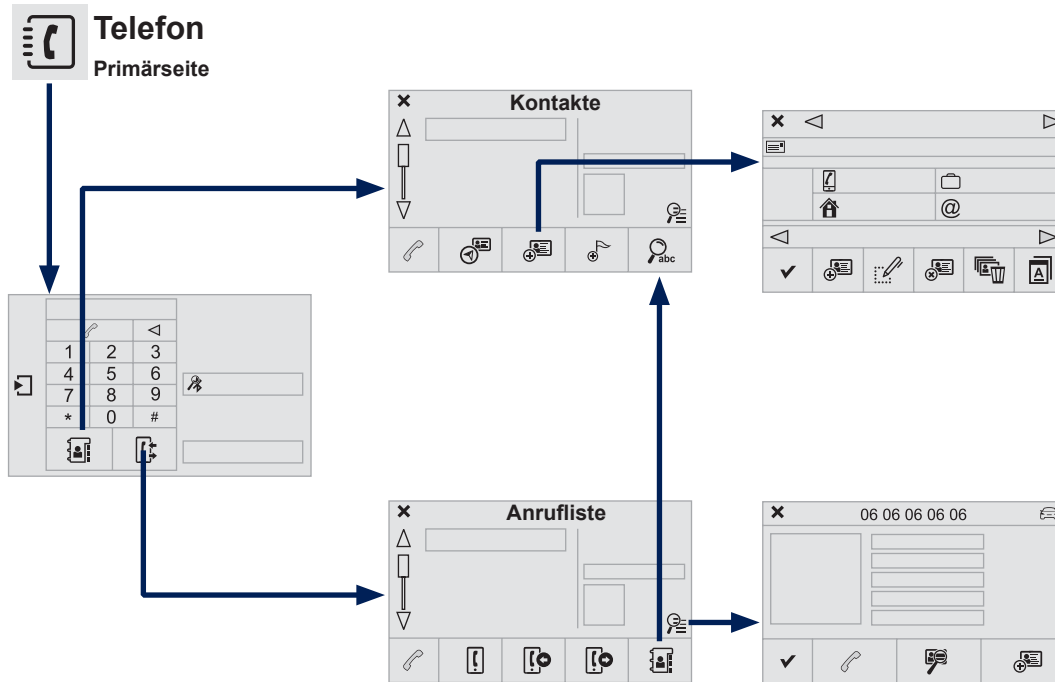 Telefon
Primärseite
Kontakte
abc
@
1 2 3
4 5 6
7 8 9
* 0 #
A
Anrufliste
06 06 06 06 06